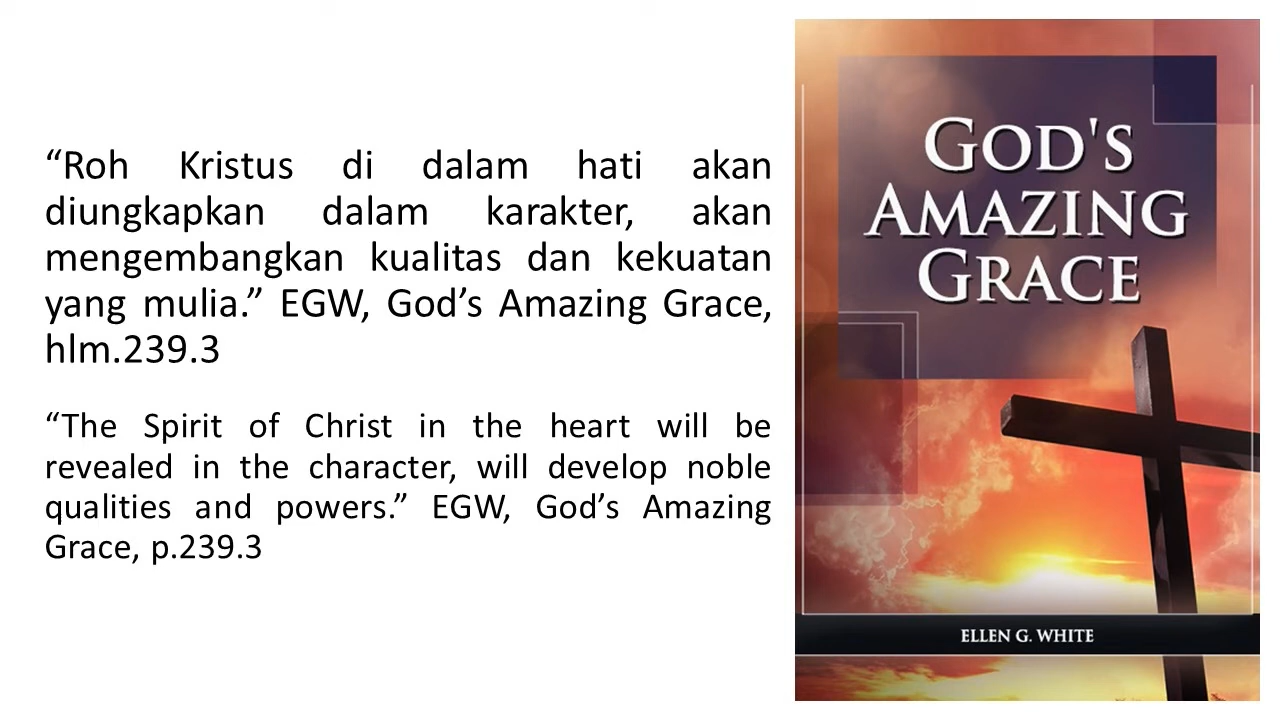 “Roh Kristus di dalam hati akan
diungkapkan dalam karakter, akan
mengembangkan kualitas dan kekuatan
yang mulia.” EGW, God’s Amazing Grace,
hlm.239.3
“The Spirit of Christ in the heart will be
revealed in the character, will develop noble
qualities and powers.” EGW, God’s Amazing
Grace, p.239.3
GOD'S
AMAZING
GRACE
ELLEN G. WHITE